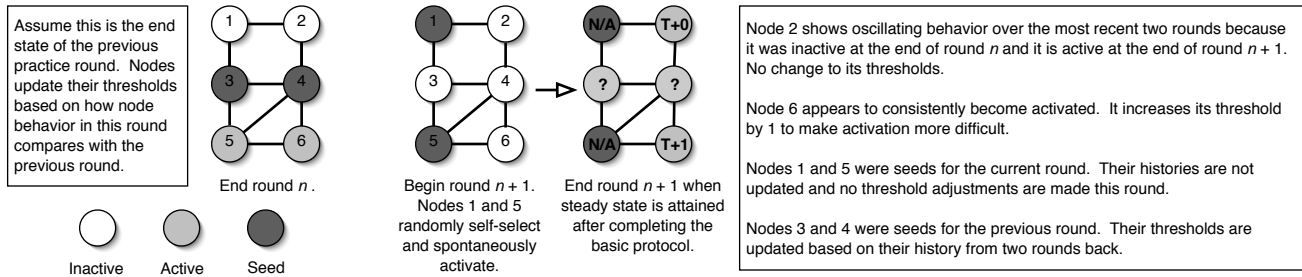 Assume this is the end
state of the previous
practice round. Nodes
update their thresholds
based on how node
behavior in this round
compares with the
previous round.
1 2
3 4
5 6
End round n .
Inactive Active Seed
1 2
3 4
5 6
Begin round n + 1.
Nodes 1 and 5
randomly self-select
and spontaneously
activate.
N/A T+0
? ?
N/A T+1
End round n + 1 when
steady state is attained
after completing the
basic protocol.
Node 2 shows oscillating behavior over the most recent two rounds because
it was inactive at the end of round n and it is active at the end of round n + 1.
No change to its thresholds.
Node 6 appears to consistently become activated. It increases its threshold
by 1 to make activation more difficult.
Nodes 1 and 5 were seeds for the current round. Their histories are not
updated and no threshold adjustments are made this round.
Nodes 3 and 4 were seeds for the previous round. Their thresholds are
updated based on their history from two rounds back.